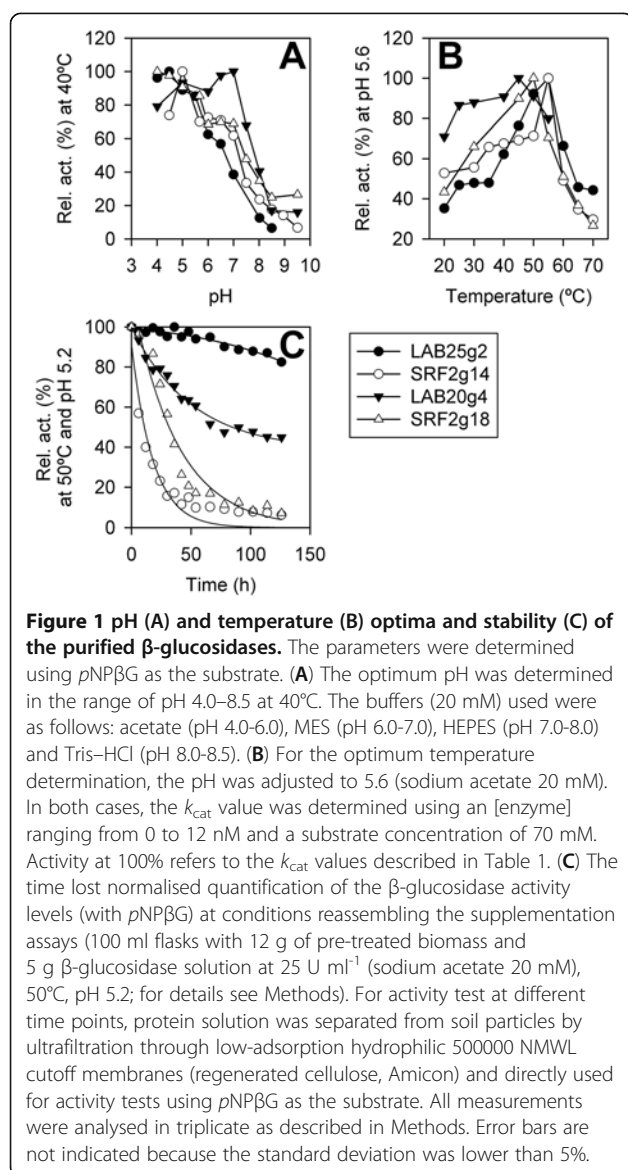 A
Rel. act. (%) at 40ºC
120
100
80
60
40
20
0
3 4 5 6 7 8 9 10
pH
B
Rel. act. (%) at pH 5.6
120
100
80
60
40
20
20 30 40 50 60 70
Temperature (ºC)
C
Rel. act. (%)
at 50ºC and pH 5.2
100
80
60
40
20
0
0 50 100 150
Time (h)
LAB25g2
SRF2g14
LAB20g4
SRF2g18
Figure 1 pH (A) and temperature (B) optima and stability (C) of
the purified β-glucosidases. The parameters were determined
using pNPβG as the substrate. (A) The optimum pH was determined
in the range of pH 4.0–8.5 at 40°C. The buffers (20 mM) used were
as follows: acetate (pH 4.0-6.0), MES (pH 6.0-7.0), HEPES (pH 7.0-8.0)
and Tris–HCl (pH 8.0-8.5). (B) For the optimum temperature
determination, the pH was adjusted to 5.6 (sodium acetate 20 mM).
In both cases, the kcat value was determined using an [enzyme]
ranging from 0 to 12 nM and a substrate concentration of 70 mM.
Activity at 100% refers to the kcat values described in Table 1. (C) The
time lost normalised quantification of the β-glucosidase activity
levels (with pNPβG) at conditions reassembling the supplementation
assays (100 ml flasks with 12 g of pre-treated biomass and
5 g β-glucosidase solution at 25 U ml-1 (sodium acetate 20 mM),
50°C, pH 5.2; for details see Methods). For activity test at different
time points, protein solution was separated from soil particles by
ultrafiltration through low-adsorption hydrophilic 500000 NMWL
cutoff membranes (regenerated cellulose, Amicon) and directly used
for activity tests using pNPβG as the substrate. All measurements
were analysed in triplicate as described in Methods. Error bars are
not indicated because the standard deviation was lower than 5%.